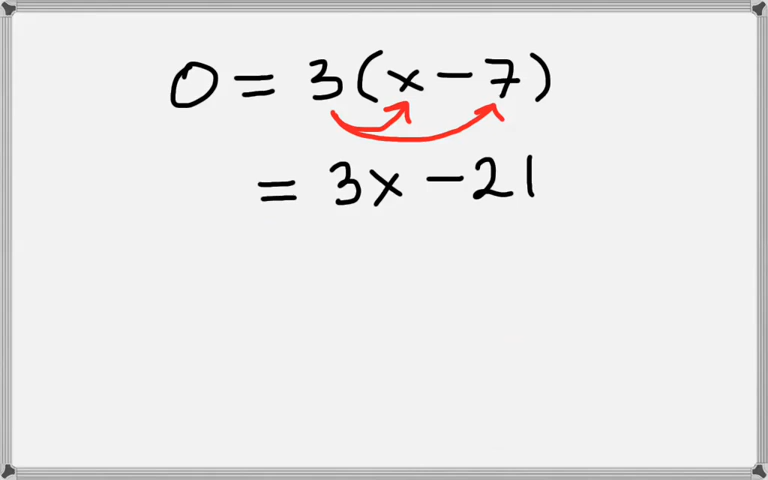 0 = 3(x - 7)
= 3x - 21